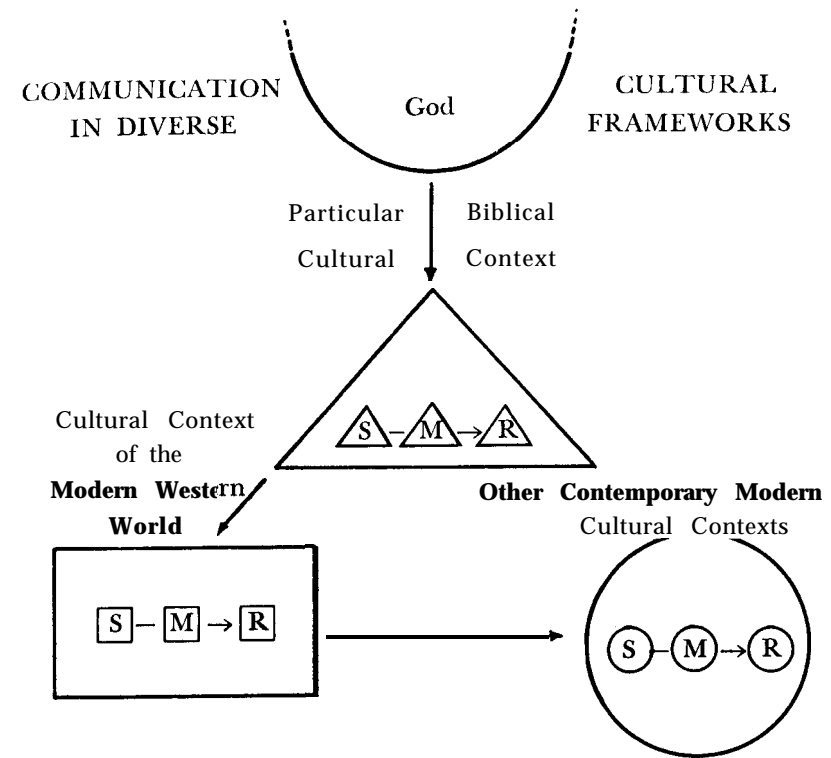 COMMUNICATION
IN DIVERSE
CULTURAL
FRAMEWORKS
God
Particular Biblical
Cultural Context
S – M → R
Cultural Context
of the
Modern Western
World
Other Contemporary Modern
Cultural Contexts
S – M → R
S – M → R